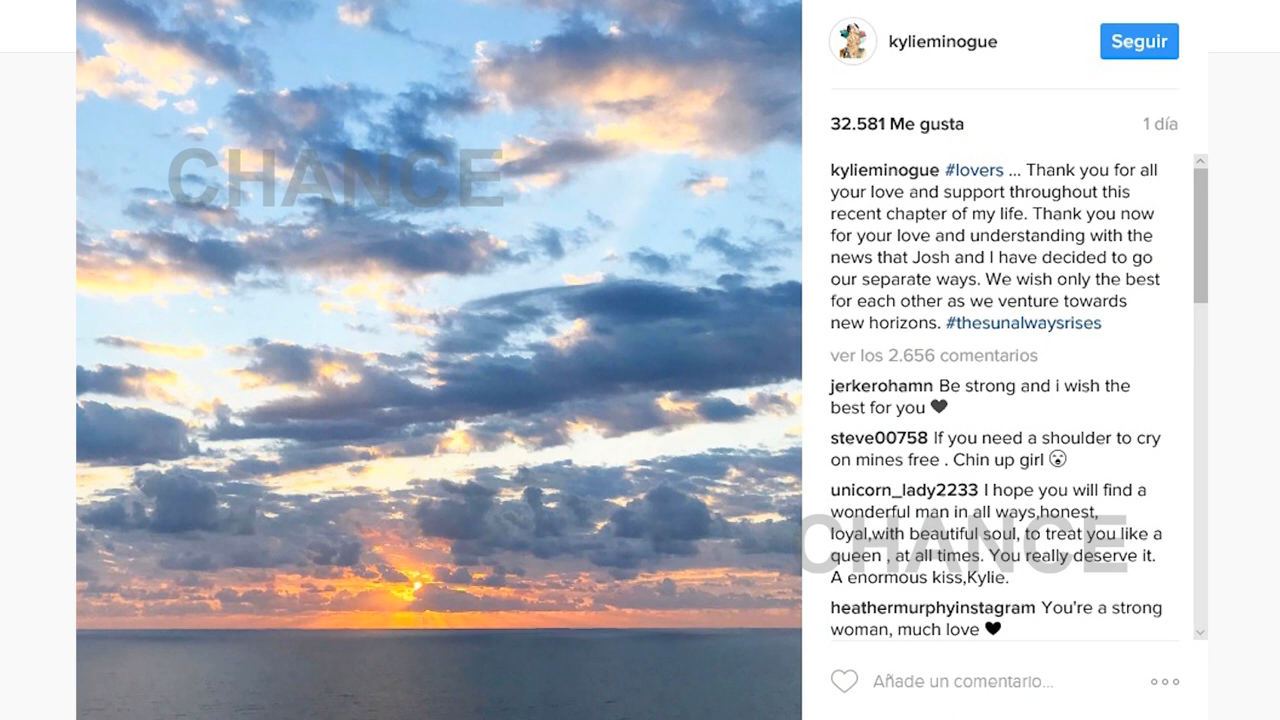 CHANCE
kylieminogue
Seguir
32.581 Me gusta
1 día
kylieminogue #lovers ... Thank you for all
your love and support throughout this
recent chapter of my life. Thank you now
for your love and understanding with the
news that Josh and I have decided to go
our separate ways. We wish only the best
for each other as we venture towards
new horizons. #thesunalwaysrises
ver los 2.656 comentarios
jerkerohamn Be strong and i wish the
best for you 🖤
steve00758 If you need a shoulder to cry
on mines free . Chin up girl 😮
unicorn_lady2233 I hope you will find a
wonderful man in all ways,honest,
loyal,with beautiful soul, to treat you like a
queen , at all times. You really deserve it.
A enormous kiss,Kylie.
CHANCE
heathermurphyinstagram You're a strong
woman, much love 🖤
Añade un comentario...